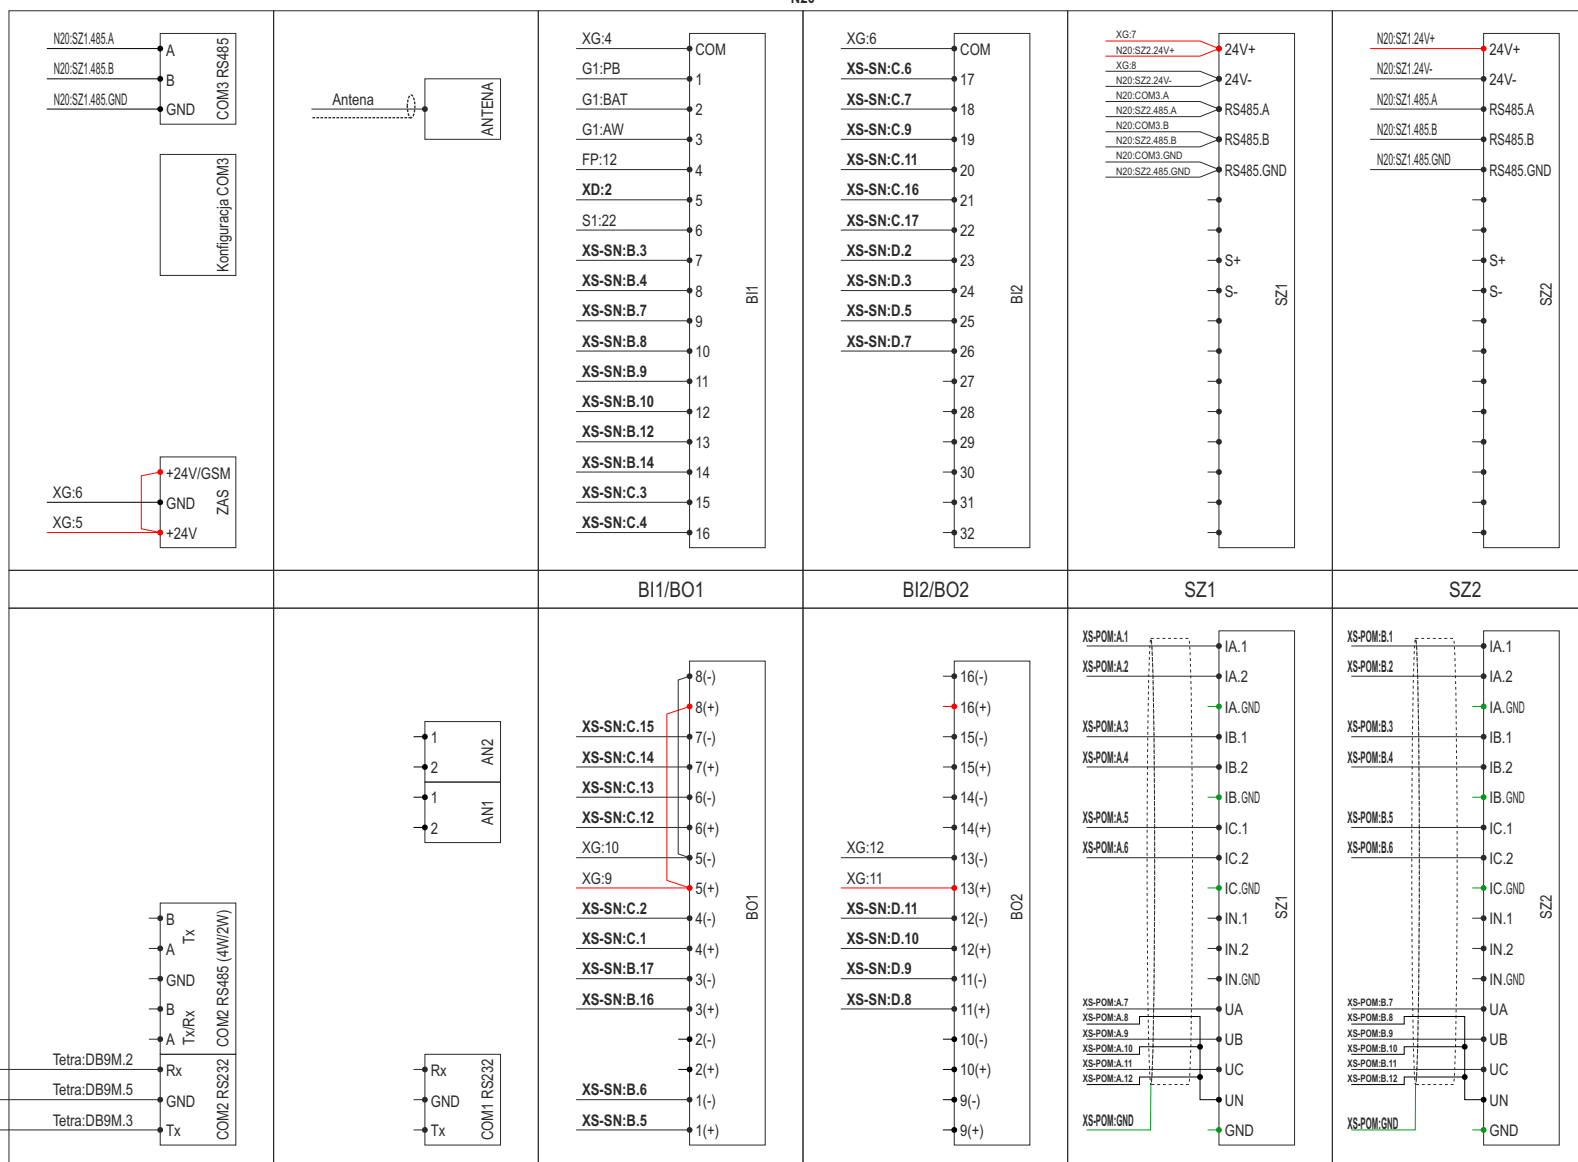 N20
N20:SZ1.485.A
N20:SZ1.485.B
N20:SZ1.485.GND
A
B
GND
COM3 RS485
Konfiguracja COM3
XG:6
XG:5
+24V/GSM
GND
+24V
ZAS
Antena
ANTENA
XG:4
G1:PB
G1:BAT
G1:AW
FP:12
XD:2
S1:22
XS-SN:B.3
XS-SN:B.4
XS-SN:B.7
XS-SN:B.8
XS-SN:B.9
XS-SN:B.10
XS-SN:B.12
XS-SN:B.14
XS-SN:C.3
XS-SN:C.4
COM
1
2
3
4
5
6
7
8
9
10
11
12
13
14
15
16
BI1
XG:6
XS-SN:C.6
XS-SN:C.7
XS-SN:C.9
XS-SN:C.11
XS-SN:C.16
XS-SN:C.17
XS-SN:D.2
XS-SN:D.3
XS-SN:D.5
XS-SN:D.7
COM
17
18
19
20
21
22
23
24
25
26
27
28
29
30
31
32
BI2
XG:7
N20:SZ2.24V+
XG:8
N20:SZ2.24V-
N20:COM3.A
N20:SZ2.485.A
N20:COM3.B
N20:SZ2.485.B
N20:COM3.GND
N20:SZ2.485.GND
24V+
24V-
RS485.A
RS485.B
RS485.GND
S+
S-
SZ1
N20:SZ1.24V+
N20:SZ1.24V-
N20:SZ1.485.A
N20:SZ1.485.B
N20:SZ1.485.GND
24V+
24V-
RS485.A
RS485.B
RS485.GND
S+
S-
SZ2
BI1/BO1
BI2/BO2
SZ1
SZ2
B
A
Tx
GND
B
A
Tx/Rx
COM2 RS485 (4W/2W)
Tetra:DB9M.2
Tetra:DB9M.5
Tetra:DB9M.3
Rx
GND
Tx
COM2 RS232
1
2
AN2
1
2
AN1
Rx
GND
Tx
COM1 RS232
XS-SN:C.15
XS-SN:C.14
XS-SN:C.13
XS-SN:C.12
XG:10
XG:9
XS-SN:C.2
XS-SN:C.1
XS-SN:B.17
XS-SN:B.16
XS-SN:B.6
XS-SN:B.5
8(-)
8(+)
7(-)
7(+)
6(-)
6(+)
5(-)
5(+)
4(-)
4(+)
3(-)
3(+)
2(-)
2(+)
1(-)
1(+)
BO1
XG:12
XG:11
XS-SN:D.11
XS-SN:D.10
XS-SN:D.9
XS-SN:D.8
16(-)
16(+)
15(-)
15(+)
14(-)
14(+)
13(-)
13(+)
12(-)
12(+)
11(-)
11(+)
10(-)
10(+)
9(-)
9(+)
BO2
XS-POM:A.1
XS-POM:A.2
XS-POM:A.3
XS-POM:A.4
XS-POM:A.5
XS-POM:A.6
XS-POM:A.7
XS-POM:A.8
XS-POM:A.9
XS-POM:A.10
XS-POM:A.11
XS-POM:A.12
XS-POM:GND
IA.1
IA.2
IA.GND
IB.1
IB.2
IB.GND
IC.1
IC.2
IC.GND
IN.1
IN.2
IN.GND
UA
UB
UC
UN
GND
SZ1
XS-POM:B.1
XS-POM:B.2
XS-POM:B.3
XS-POM:B.4
XS-POM:B.5
XS-POM:B.6
XS-POM:B.7
XS-POM:B.8
XS-POM:B.9
XS-POM:B.10
XS-POM:B.11
XS-POM:B.12
XS-POM:GND
IA.1
IA.2
IA.GND
IB.1
IB.2
IB.GND
IC.1
IC.2
IC.GND
IN.1
IN.2
IN.GND
UA
UB
UC
UN
GND
SZ2